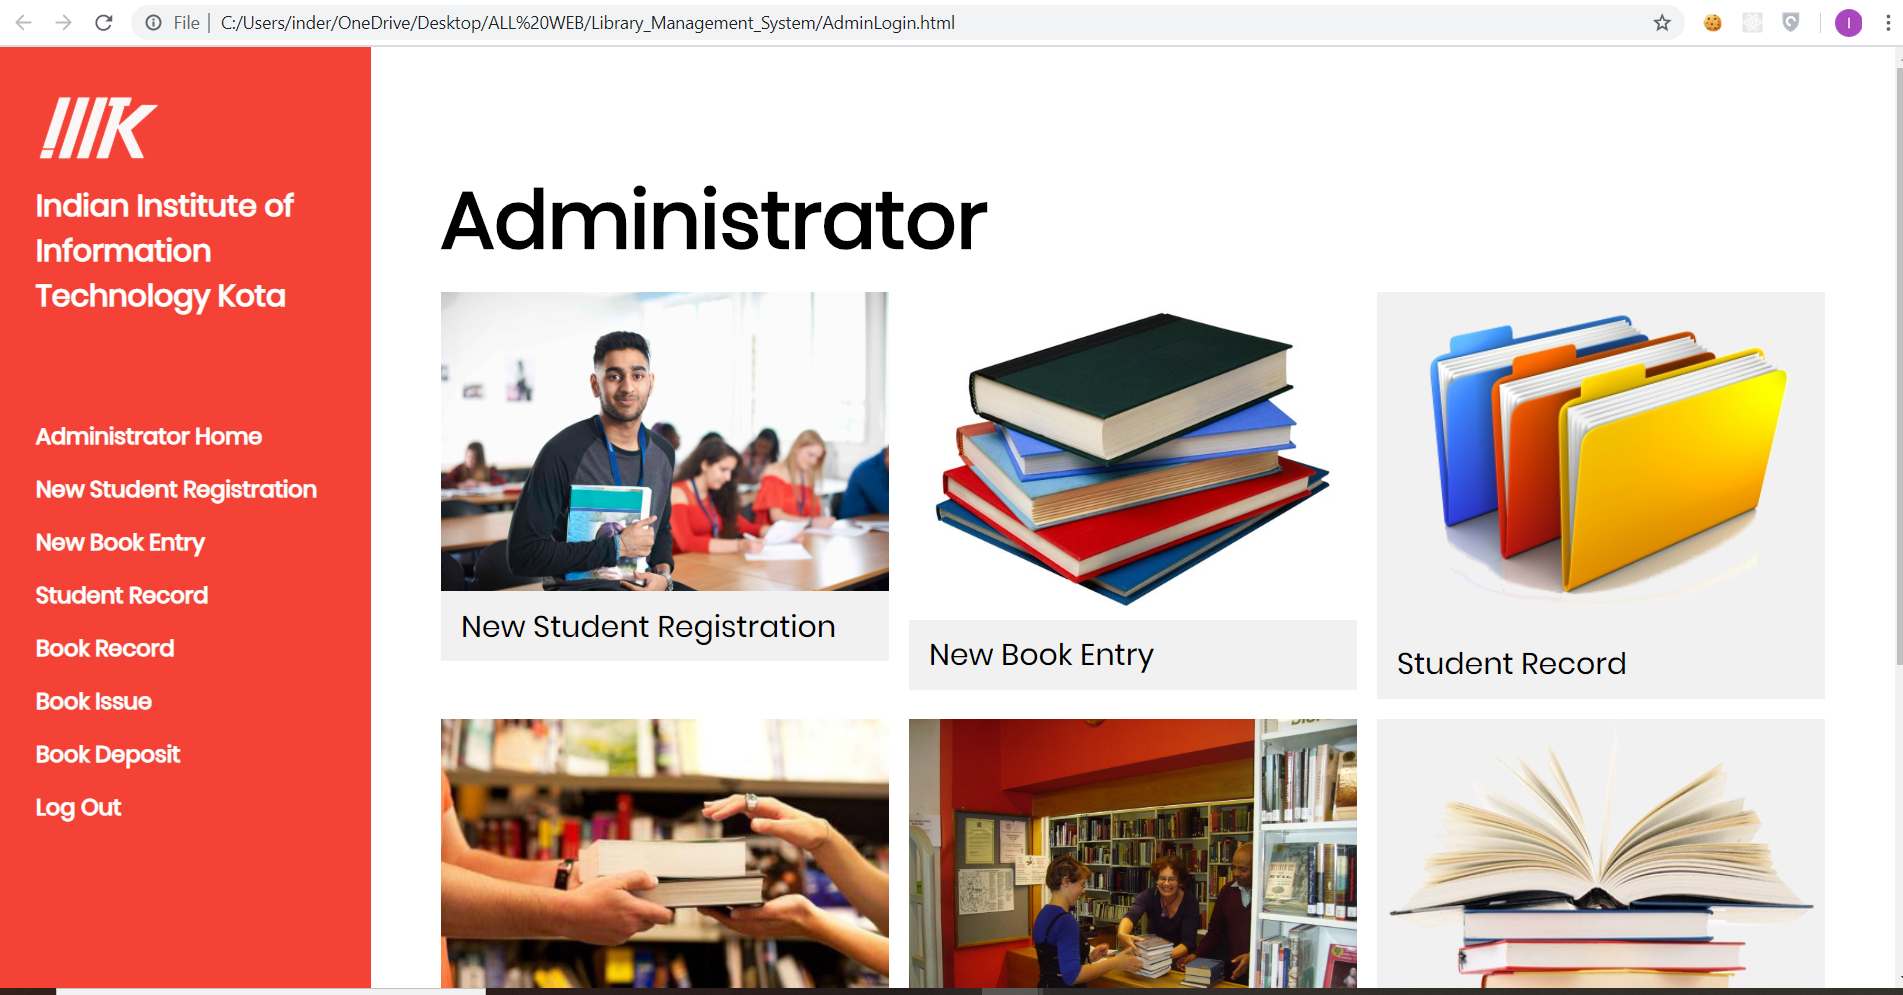 File | C:/Users/inder/OneDrive/Desktop/ALL%20WEB/Library_Management_System/AdminLogin.html
I
IIITK
Indian Institute of
Information
Technology Kota
Administrator Home
New Student Registration
New Book Entry
Student Record
Book Record
Book Issue
Book Deposit
Log Out
Administrator
New Student Registration
New Book Entry
Student Record